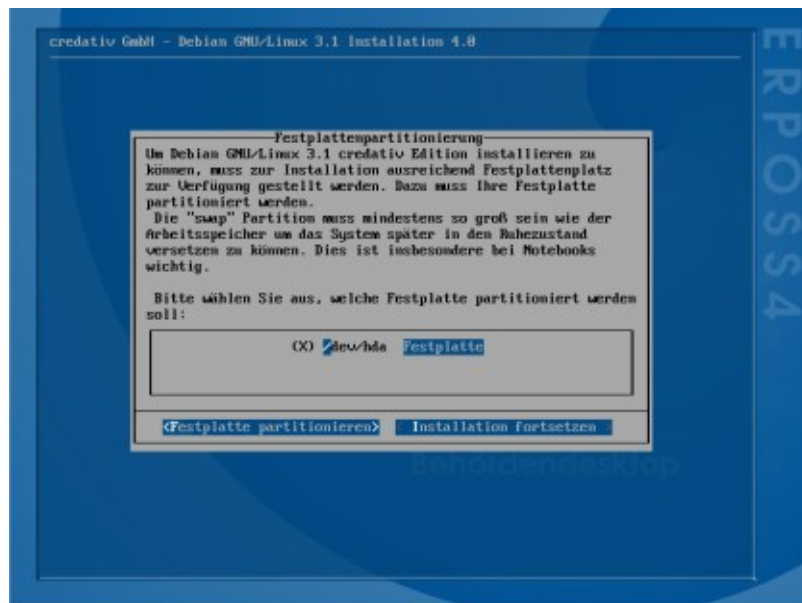 credativ GmbH - Debian GNU/Linux 3.1 Installation 4.0
ERPOSS4
Festplattenpartitionierung
Um Debian GNU/Linux 3.1 credativ Edition installieren zu
können, muss zur Installation ausreichend Festplattenplatz
zur Verfügung gestellt werden. Dazu muss Ihre Festplatte
partitioniert werden.
Die "swap" Partition muss mindestens so groß sein wie der
Arbeitsspeicher um das System später in den Ruhezustand
versetzen zu können. Dies ist insbesondere bei Notebooks
wichtig.
Bitte wählen Sie aus, welche Festplatte partitioniert werden
soll:
(X) /dev/hda Festplatte
<Festplatte partitionieren> Installation fortsetzen
Behördendesktop